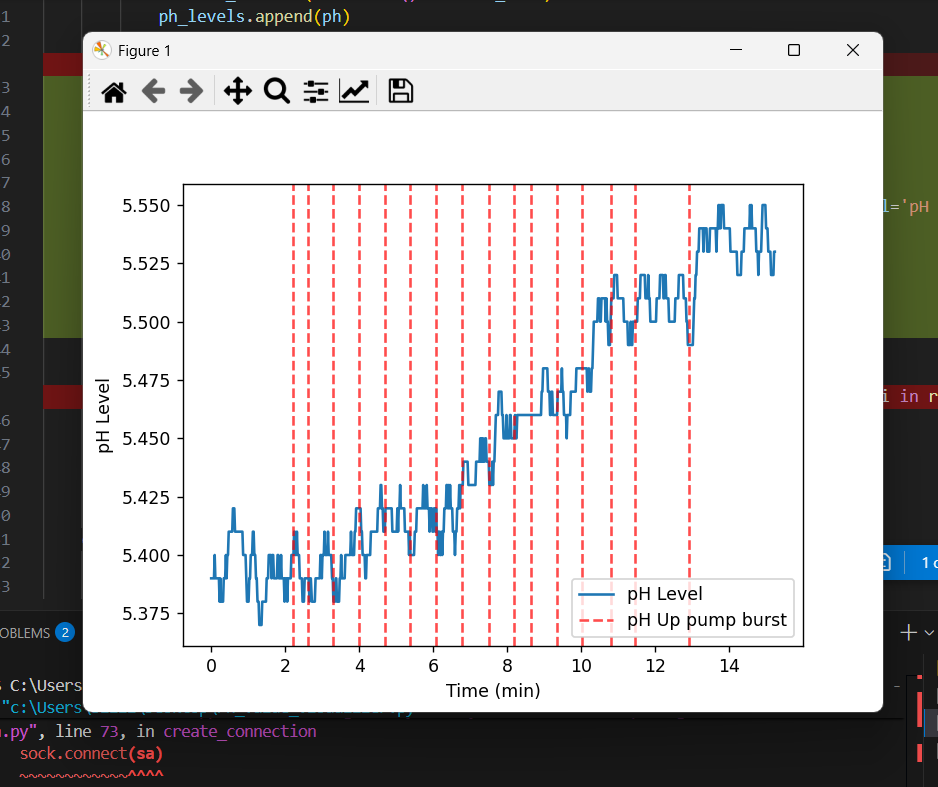 ph_levels.append(ph)
Figure 1
l='pH
i in r
5.550
5.525
5.500
5.475
5.450
5.425
5.400
5.375
pH Level
pH Level
pH Up pump burst
0 2 4 6 8 10 12 14
Time (min)
OBLEMS 2
C:\Users
"c:\Users
.py", line 73, in create_connection
sock.connect(sa)
~~~~~~~~~~~~^^^^